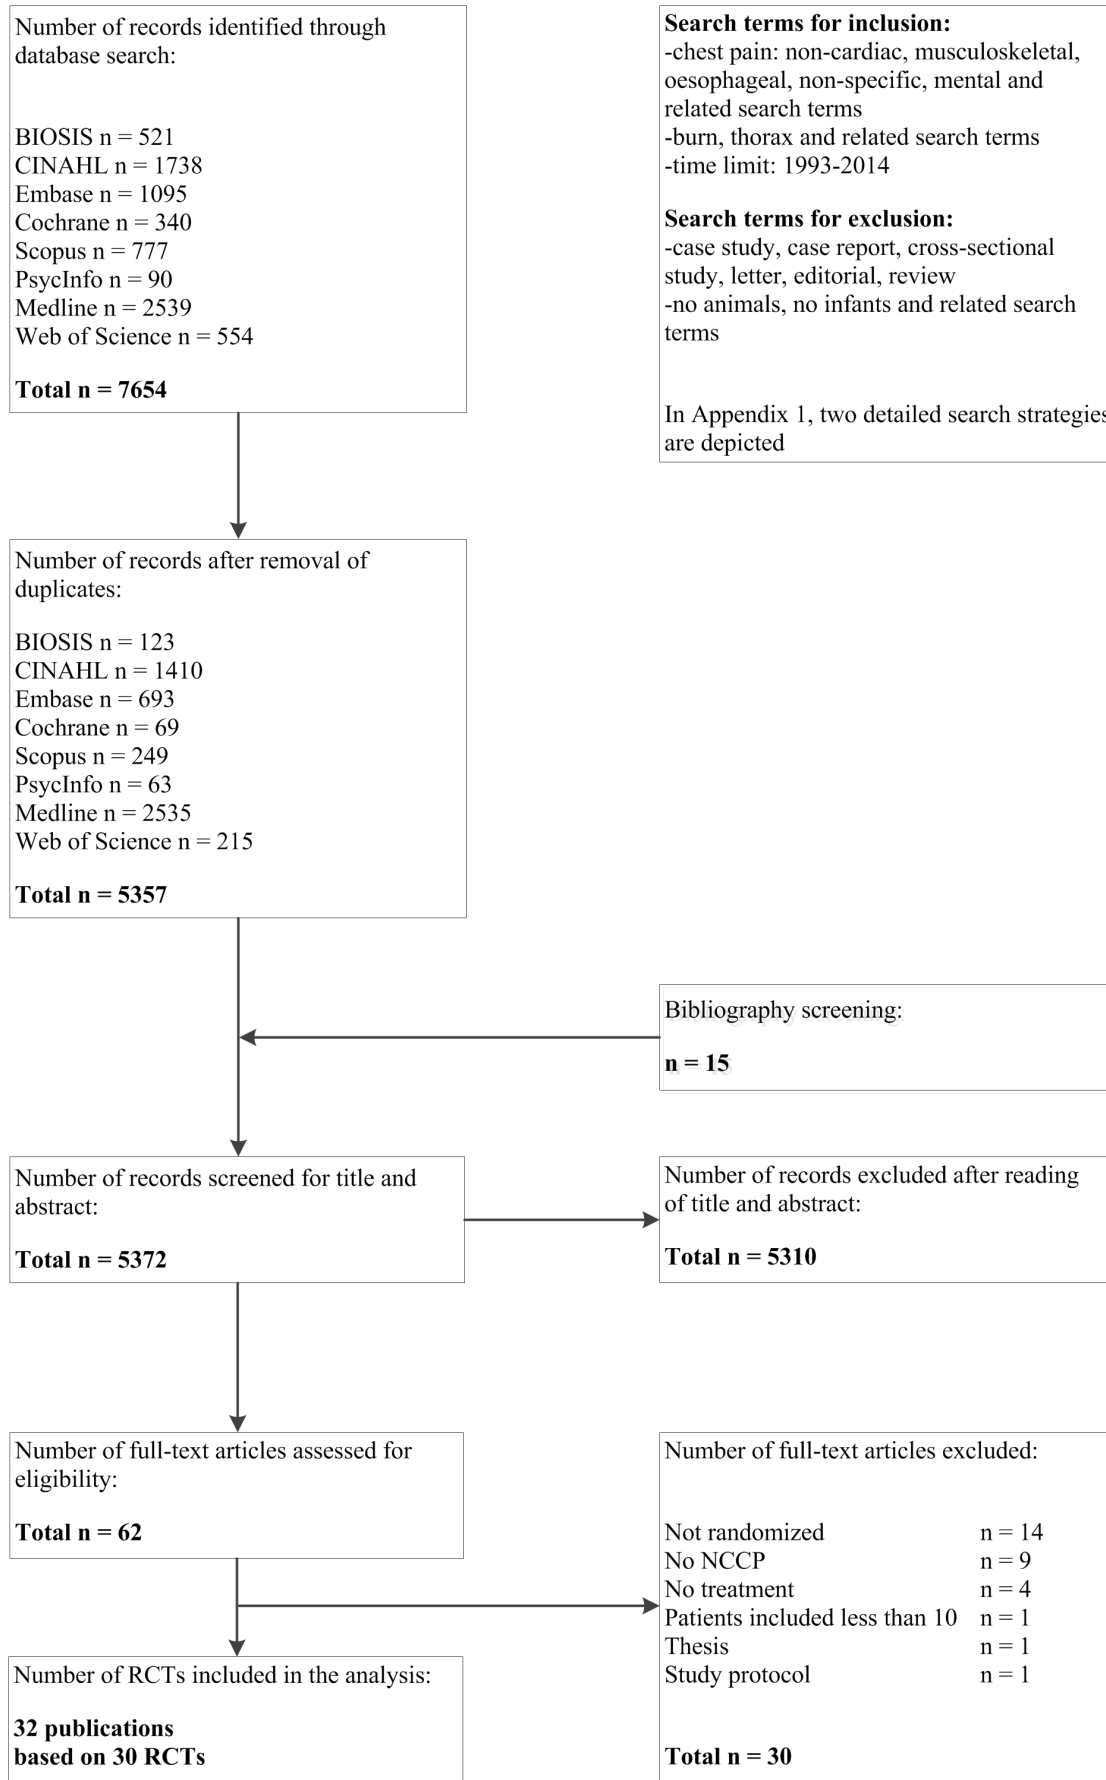 Number of records identified through
database search:
BIOSIS n = 521
CINAHL n = 1738
Embase n = 1095
Cochrane n = 340
Scopus n = 777
PsycInfo n = 90
Medline n = 2539
Web of Science n = 554
Total n = 7654
Search terms for inclusion:
-chest pain: non-cardiac, musculoskeletal,
oesophageal, non-specific, mental and
related search terms
-burn, thorax and related search terms
-time limit: 1993-2014
Search terms for exclusion:
-case study, case report, cross-sectional
study, letter, editorial, review
-no animals, no infants and related search
terms
In Appendix 1, two detailed search strategies
are depicted
Number of records after removal of
duplicates:
BIOSIS n = 123
CINAHL n = 1410
Embase n = 693
Cochrane n = 69
Scopus n = 249
PsycInfo n = 63
Medline n = 2535
Web of Science n = 215
Total n = 5357
Bibliography screening:
n = 15
Number of records screened for title and
abstract:
Total n = 5372
Number of records excluded after reading
of title and abstract:
Total n = 5310
Number of full-text articles assessed for
eligibility:
Total n = 62
Number of full-text articles excluded:
Not randomized n = 14
No NCCP n = 9
No treatment n = 4
Patients included less than 10 n = 1
Thesis n = 1
Study protocol n = 1
Total n = 30
Number of RCTs included in the analysis:
32 publications
based on 30 RCTs